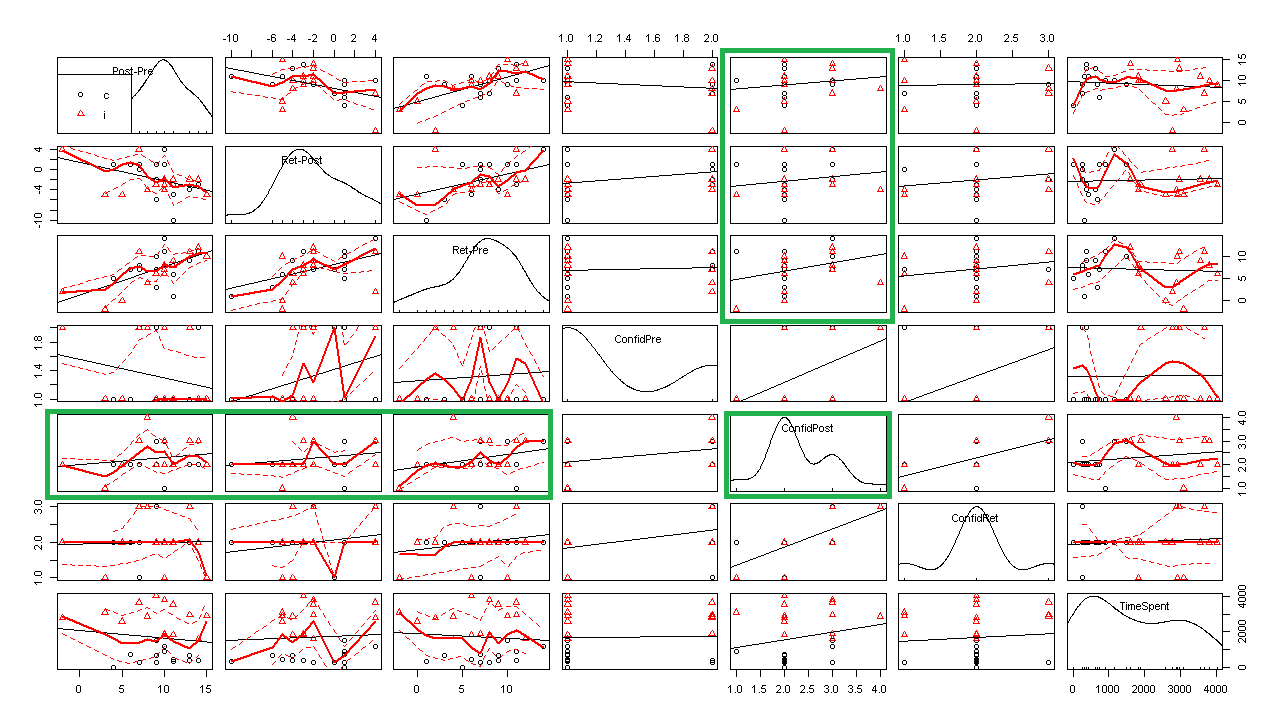 -10 -6 -4 -2 0 2 4 1.0 1.2 1.4 1.6 1.8 2.0 1.0 1.5 2.0 2.5 3.0
Post-Pre
c
i
0 5 10 15
-10 -4 0 2 4
Ret-Post
Ret-Pre
0 5 10
1.0 1.4 1.8
ConfidPre
ConfidPost
1.0 2.0 3.0 4.0
1.0 2.0 3.0
ConfidRet
TimeSpent
0 2000 4000
0 5 10 15 0 5 10 1.0 1.5 2.0 2.5 3.0 3.5 4.0 0 1000 2000 3000 4000